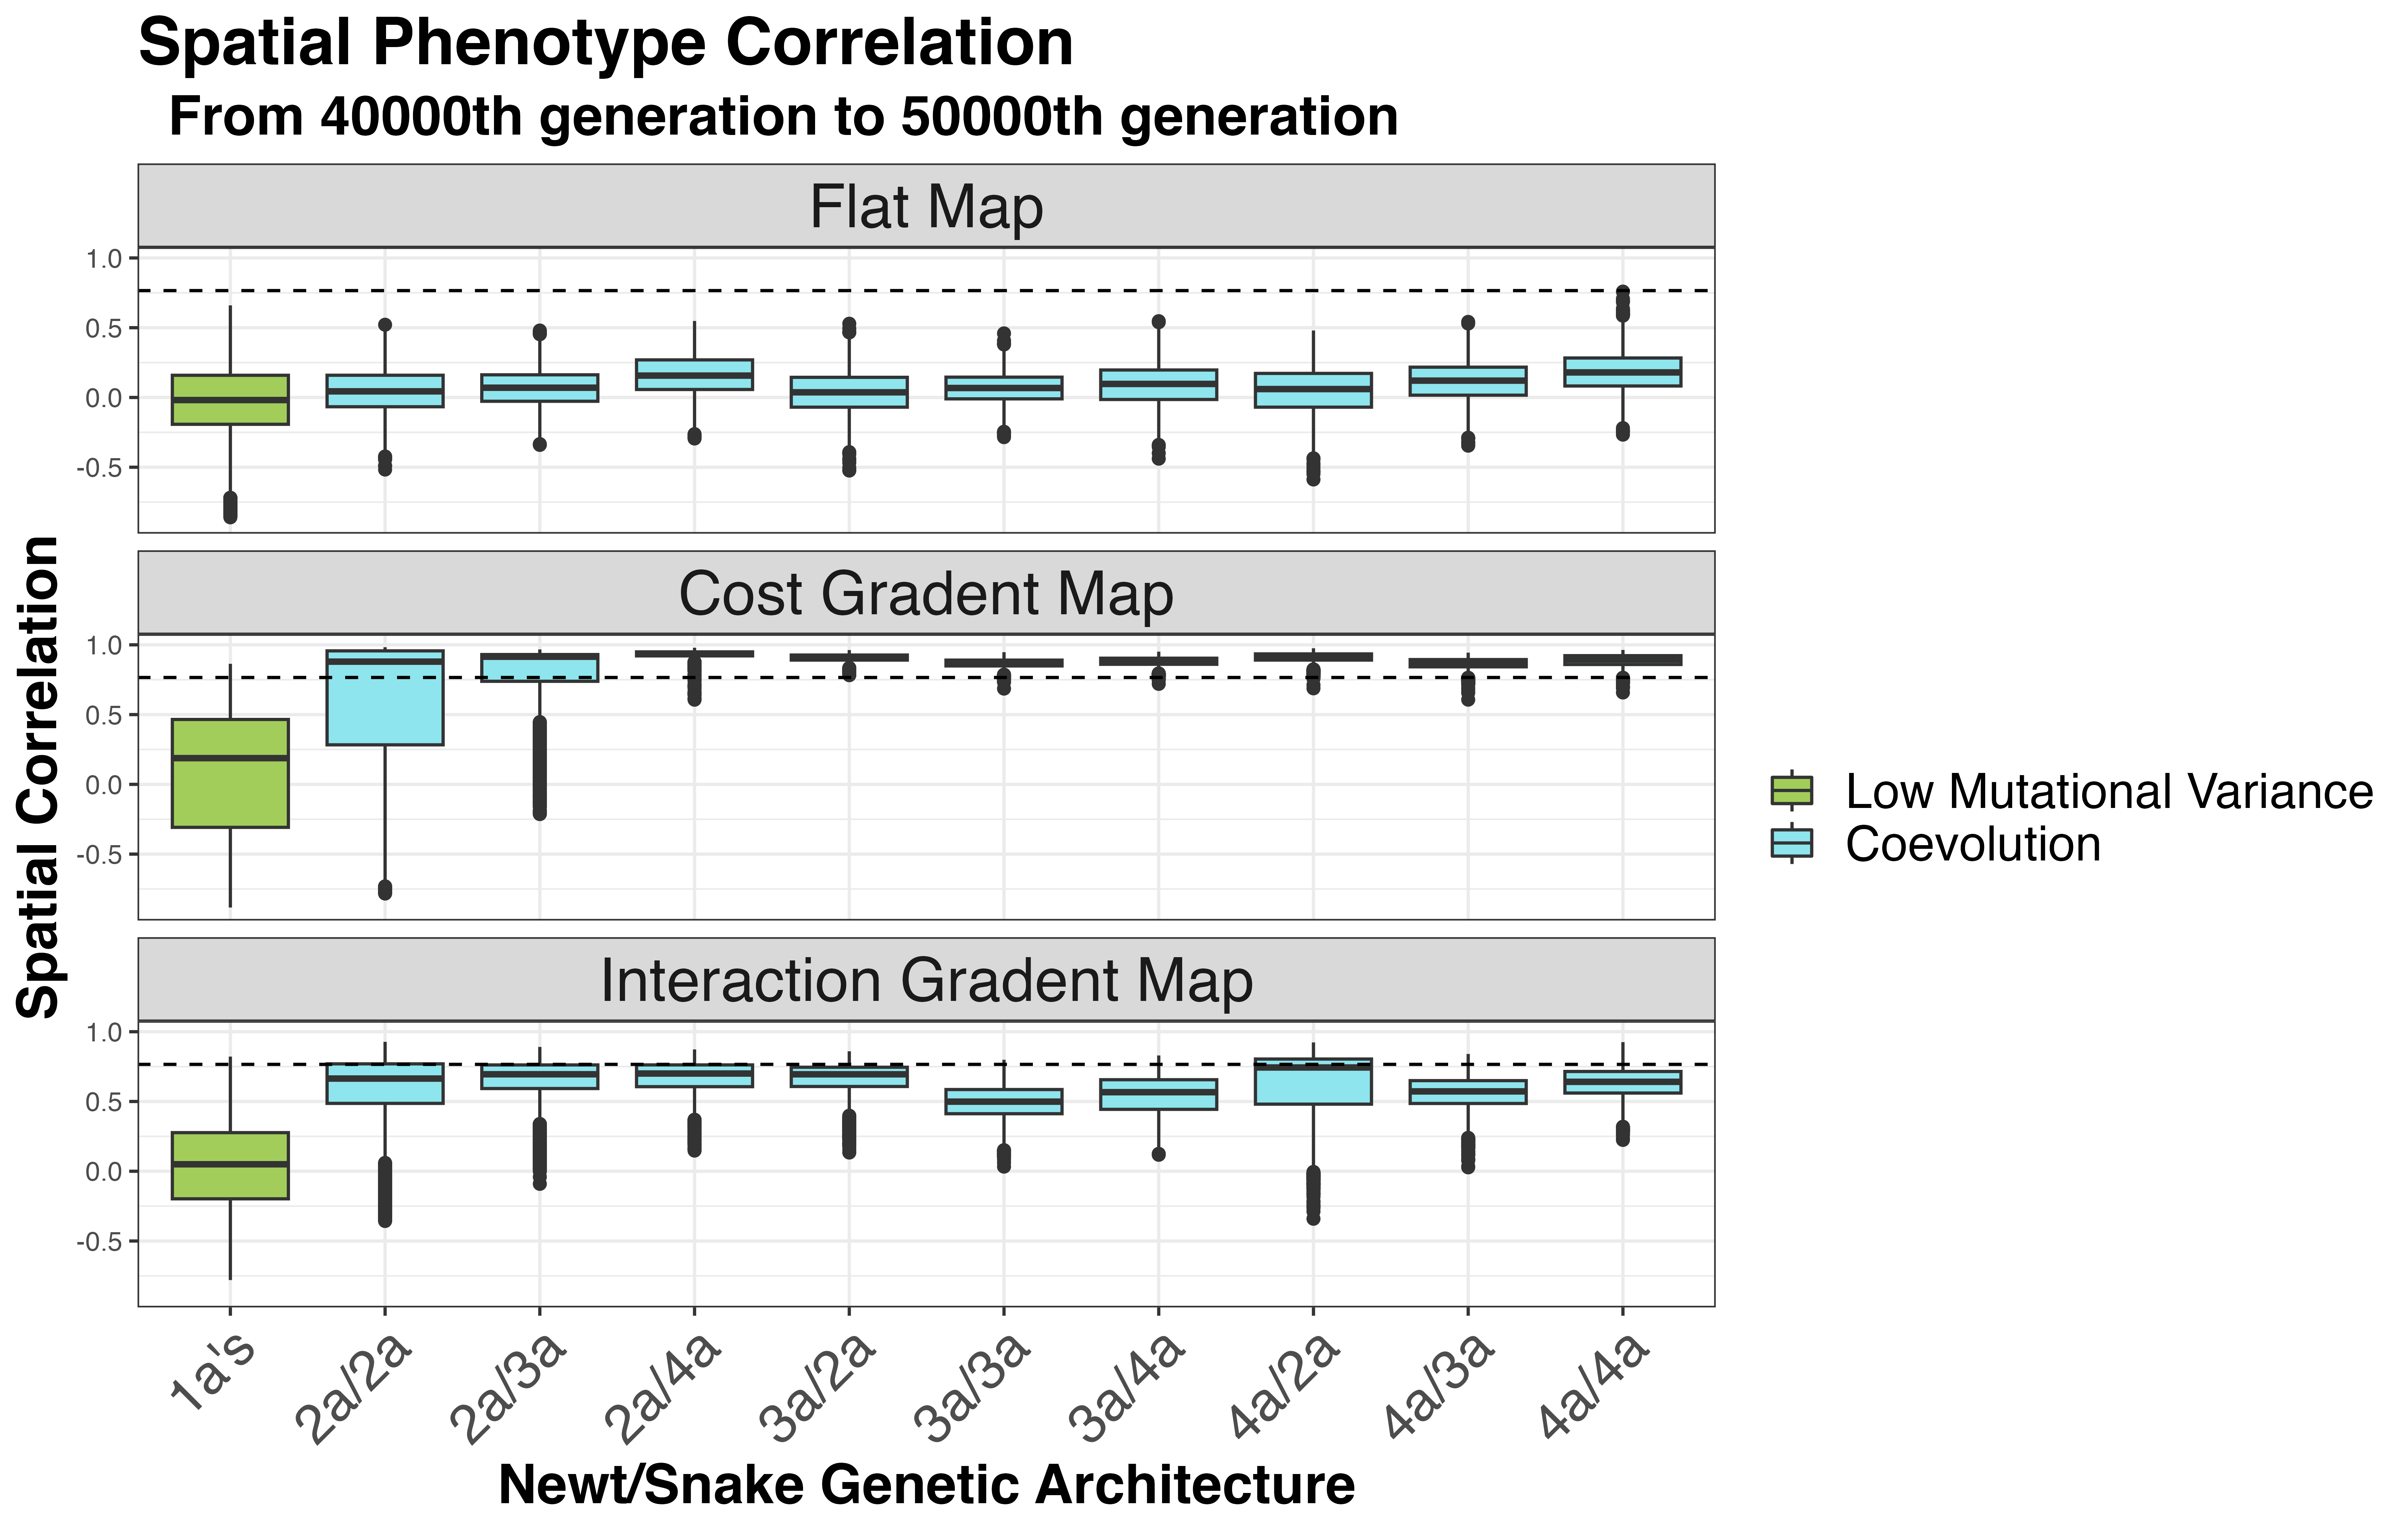 Spatial Phenotype Correlation
From 40000th generation to 50000th generation
Flat Map
1.0
0.5
0.0
-0.5
Cost Gradent Map
1.0
0.5
0.0
-0.5
Interaction Gradent Map
1.0
0.5
0.0
-0.5
Spatial Correlation
1a's 2a/2a 2a/3a 2a/4a 3a/2a 3a/3a 3a/4a 4a/2a 4a/3a 4a/4a
Newt/Snake Genetic Architecture
Low Mutational Variance
Coevolution